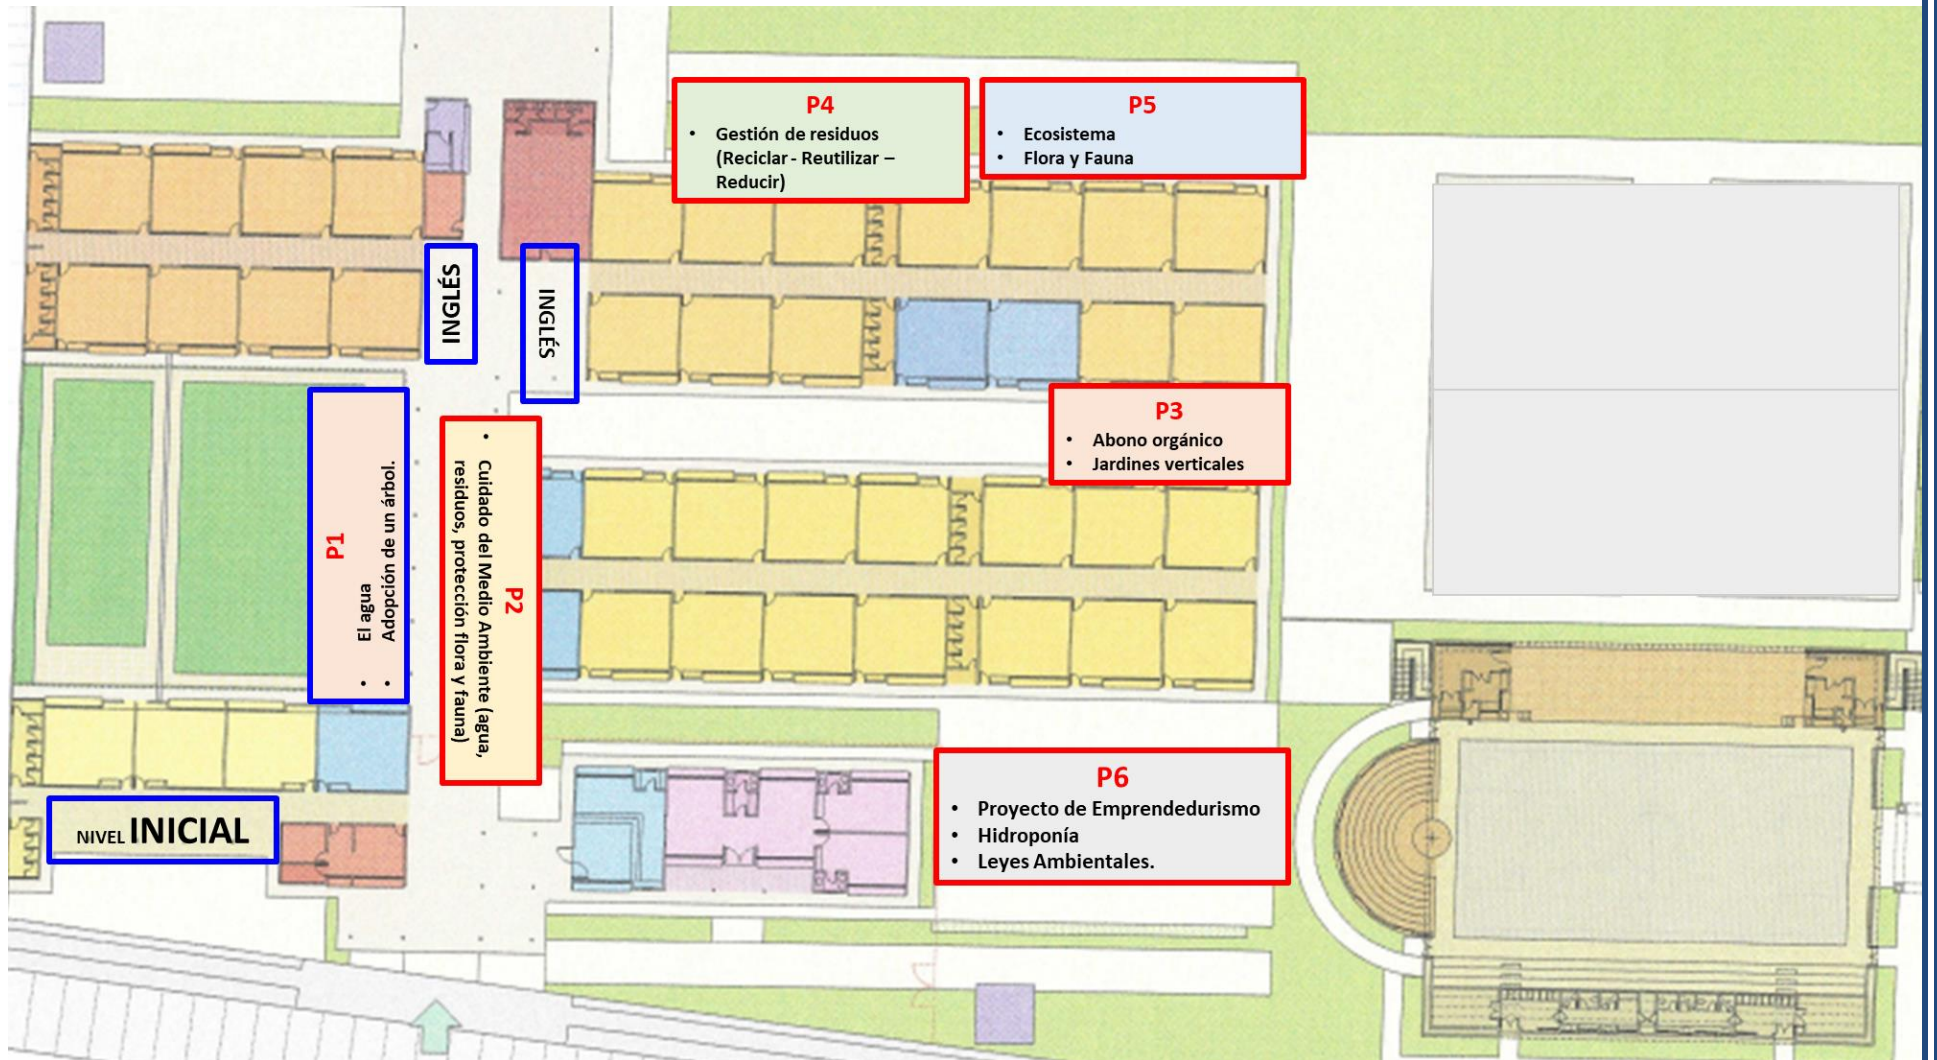 P4
• Gestión de residuos
(Reciclar - Reutilizar –
Reducir)
P5
• Ecosistema
• Flora y Fauna
INGLÉS
INGLÉS
P3
• Abono orgánico
• Jardines verticales
P1
• El agua
• Adopción de un árbol.
P2
• Cuidado del Medio Ambiente (agua,
residuos, protección flora y fauna)
NIVEL INICIAL
P6
• Proyecto de Emprendedurismo
• Hidroponía
• Leyes Ambientales.